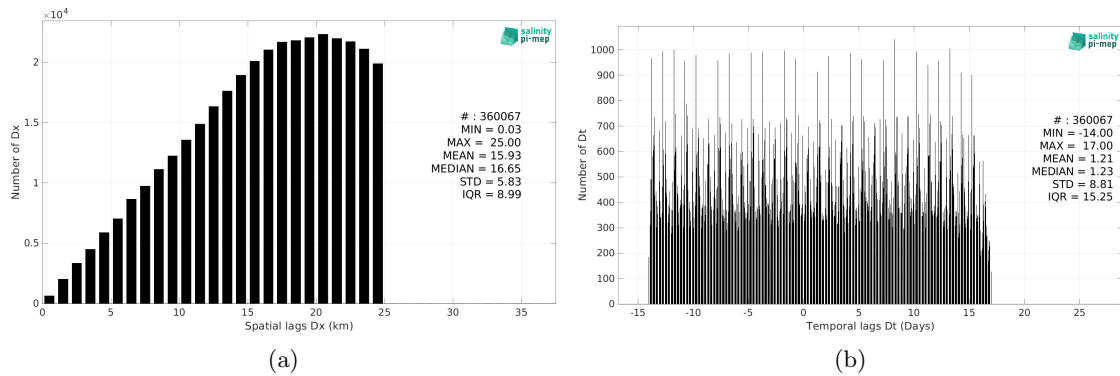 ×10⁴
2
1.5
1
0.5
0
Number of Dx
0 5 10 15 20 25 30 35
Spatial lags Dx (km)
salinity
pi-mep
# : 360067
MIN = 0.03
MAX = 25.00
MEAN = 15.93
MEDIAN = 16.65
STD = 5.83
IQR = 8.99
(a)
1000
900
800
700
600
500
400
300
200
100
0
Number of Dt
-15 -10 -5 0 5 10 15 20 25
Temporal lags Dt (Days)
salinity
pi-mep
# : 360067
MIN = -14.00
MAX = 17.00
MEAN = 1.21
MEDIAN = 1.23
STD = 8.81
IQR = 15.25
(b)